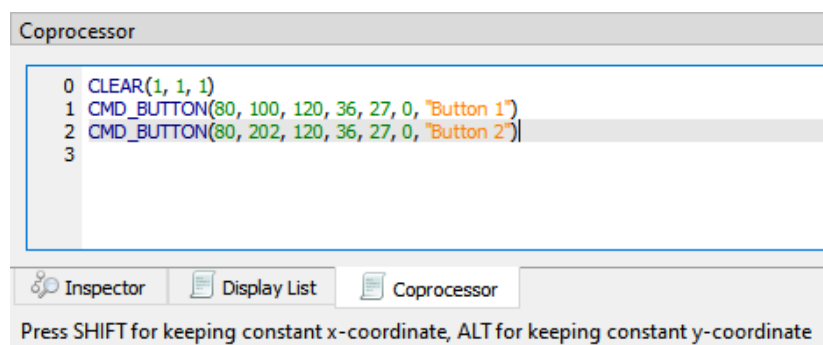 Coprocessor
0 CLEAR(1, 1, 1)
1 CMD_BUTTON(80, 100, 120, 36, 27, 0, "Button 1")
2 CMD_BUTTON(80, 202, 120, 36, 27, 0, "Button 2")
3
Inspector Display List Coprocessor
Press SHIFT for keeping constant x-coordinate, ALT for keeping constant y-coordinate